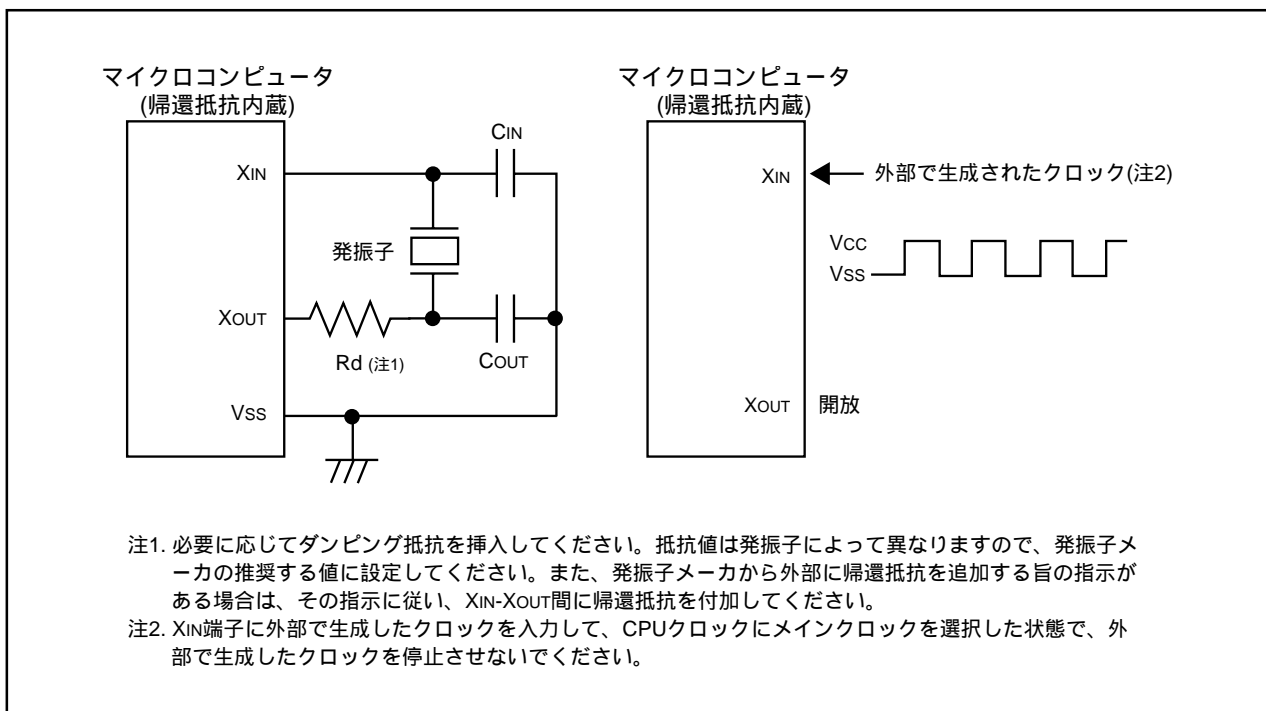 マイクロコンピュータ
(帰還抵抗内蔵)
XIN
CIN
発振子
XOUT
Rd (注1)
COUT
VSS
マイクロコンピュータ
(帰還抵抗内蔵)
XIN
外部で生成されたクロック(注2)
VCC
VSS
XOUT
開放
注1. 必要に応じてダンピング抵抗を挿入してください。抵抗値は発振子によって異なりますので、発振子メ
ーカの推奨する値に設定してください。また、発振子メーカから外部に帰還抵抗を追加する旨の指示が
ある場合は、その指示に従い、XIN-XOUT間に帰還抵抗を付加してください。
注2. XIN端子に外部で生成したクロックを入力して、CPUクロックにメインクロックを選択した状態で、外
部で生成したクロックを停止させないでください。